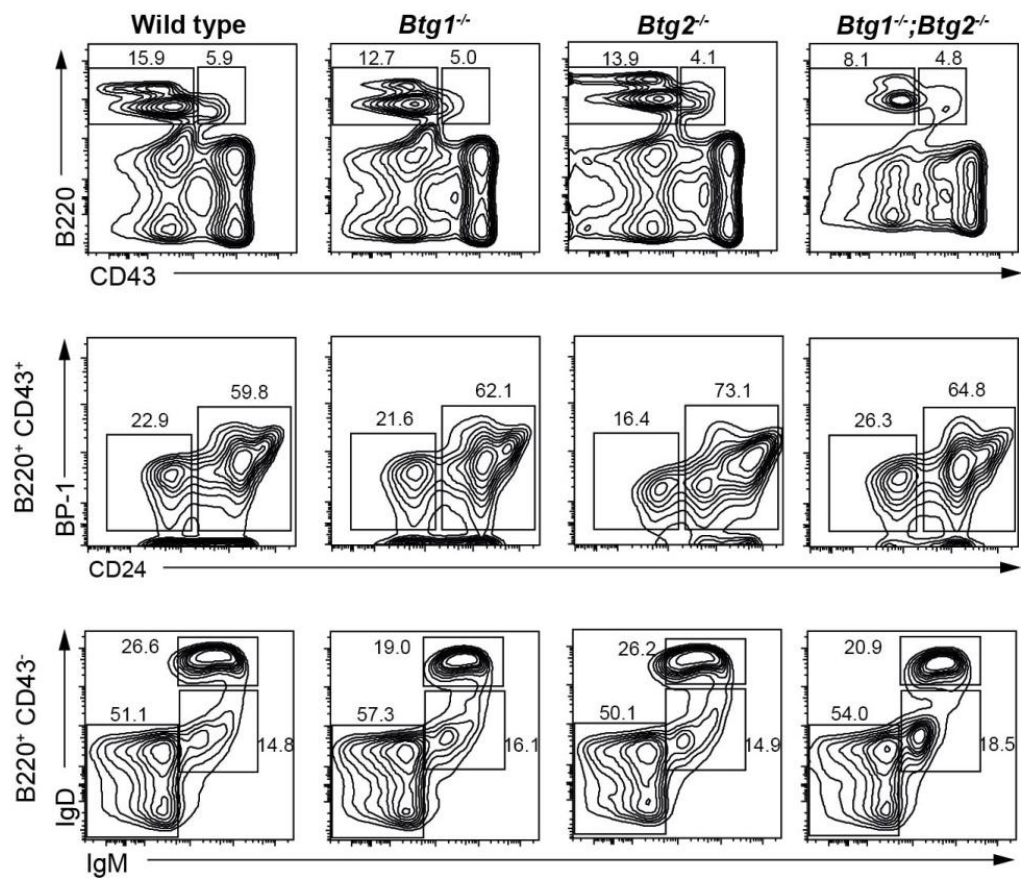 Wild type Btg1-/- Btg2-/- Btg1-/-;Btg2-/-
15.9 5.9 12.7 5.0 13.9 4.1 8.1 4.8
B220
CD43
B220+ CD43+
BP-1
22.9 59.8 21.6 62.1 16.4 73.1 26.3 64.8
CD24
B220+ CD43-
IgD
26.6 19.0 26.2 20.9
51.1 57.3 50.1 54.0
14.8 16.1 14.9 18.5
IgM